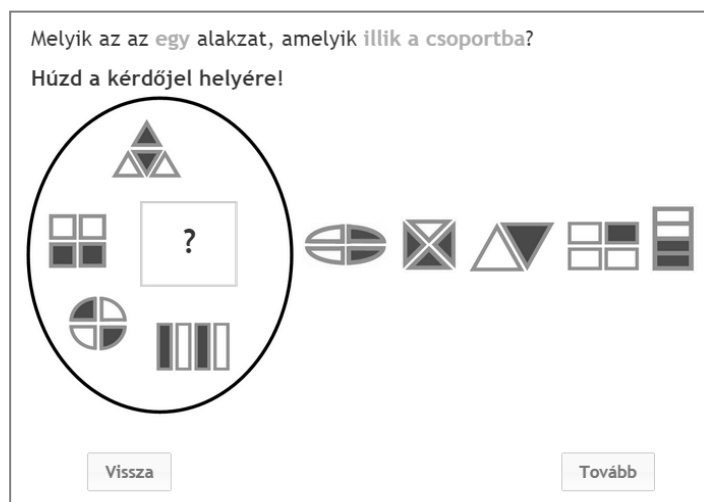 Melyik az az egy alakzat, amelyik illik a csoportba?
Húzd a kérdőjel helyére!
?
Vissza
Tovább